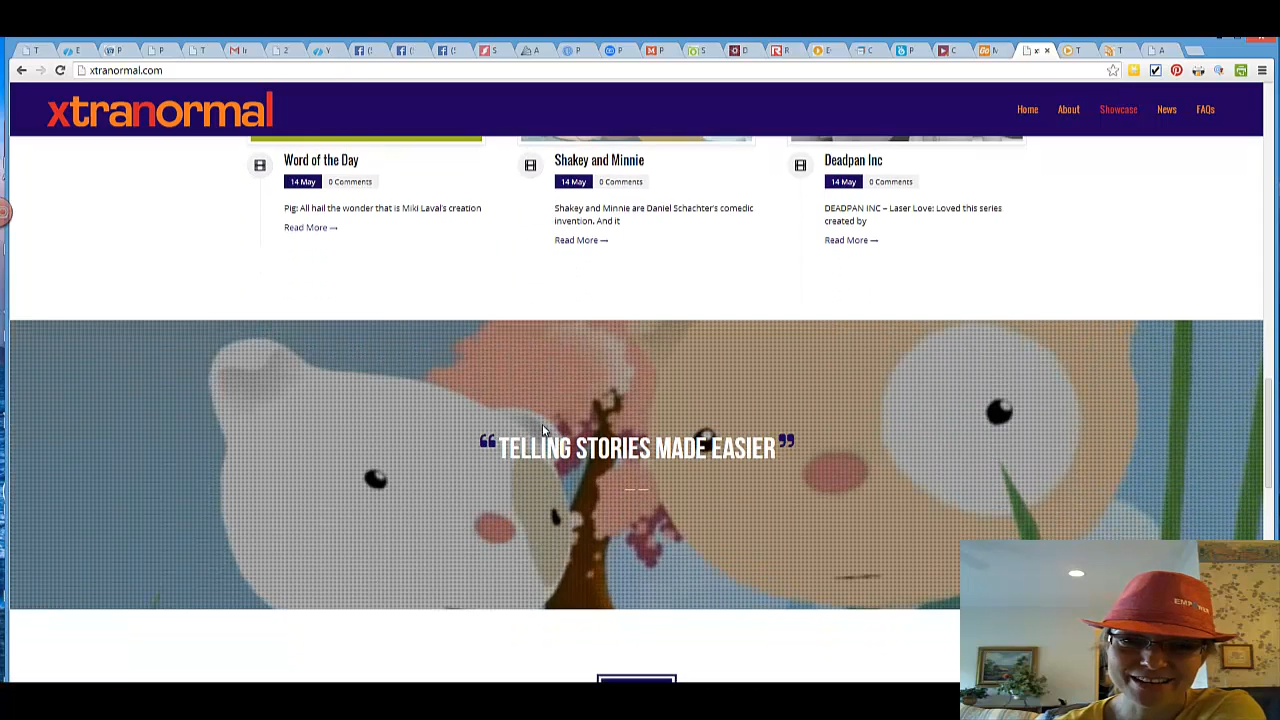 T E P P T Ir 2 Y (: (: (: S A P P P S D R E- C P C M x T T A
xtranormal.com
xtranormal
Home About Showcase News FAQs
Word of the Day
14 May 0 Comments
Pig: All hail the wonder that is Miki Laval's creation
Read More →
Shakey and Minnie
14 May 0 Comments
Shakey and Minnie are Daniel Schachter's comedic
invention. And it
Read More →
Deadpan Inc
14 May 0 Comments
DEADPAN INC – Laser Love: Loved this series
created by
Read More →
“ TELLING STORIES MADE EASIER ”
— —
EMPOWER